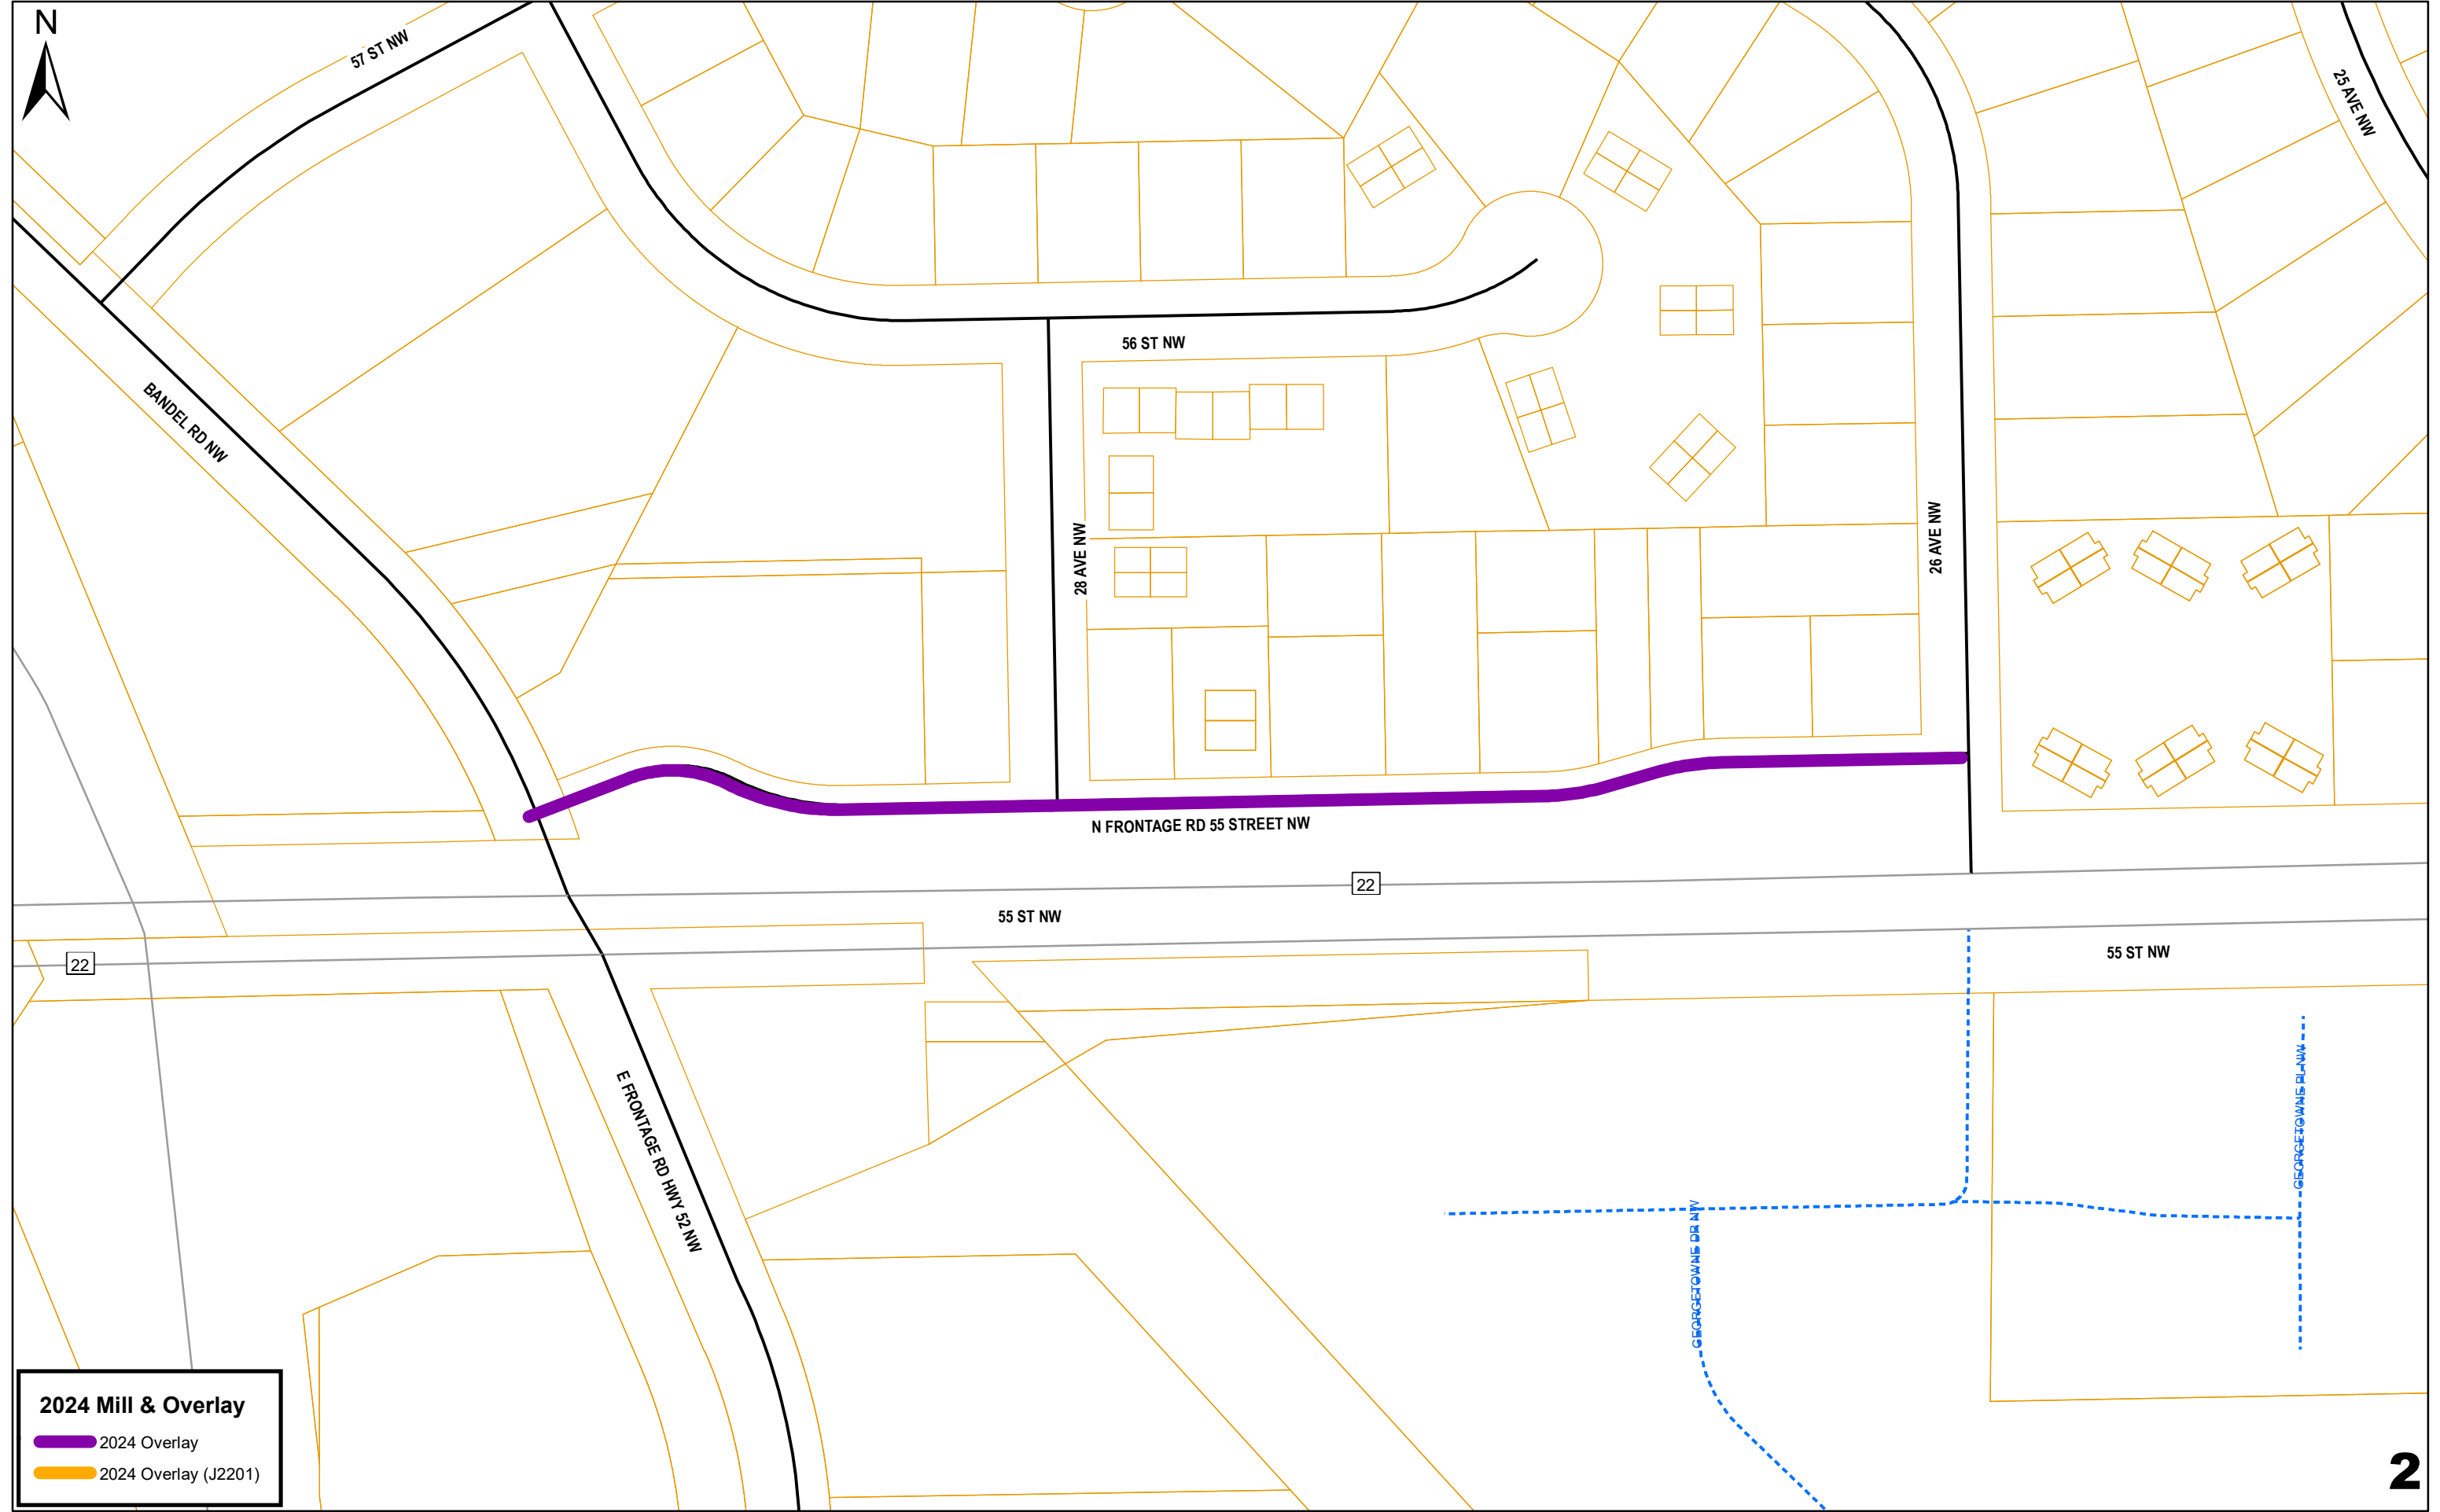 N
57 ST NW
25 AVE NW
56 ST NW
BANDEL RD NW
28 AVE NW
26 AVE NW
N FRONTAGE RD 55 STREET NW
22
55 ST NW
22
55 ST NW
E FRONTAGE RD HWY 52 NW
GEORGETOWNE PL NW
GEORGETOWNE DR NW
2024 Mill & Overlay
2024 Overlay
2024 Overlay (J2201)
2